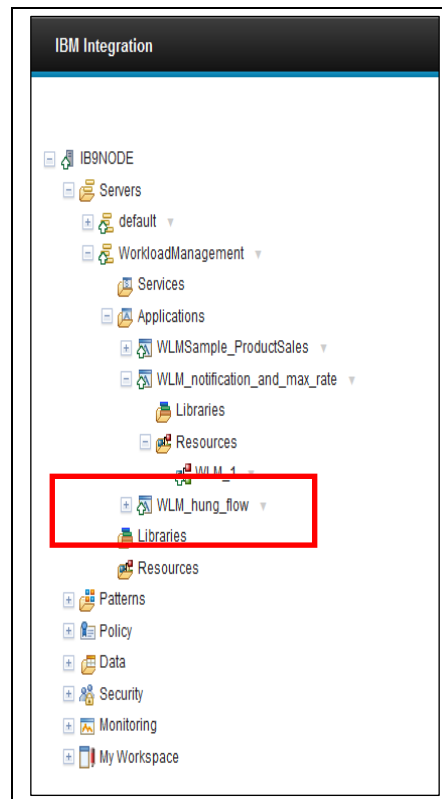 IBM Integration
IB9NODE
Servers
default
WorkloadManagement
Services
Applications
WLMSample_ProductSales
WLM_notification_and_max_rate
Libraries
Resources
WLM_1
WLM_hung_flow
Libraries
Resources
Patterns
Policy
Data
Security
Monitoring
My Workspace